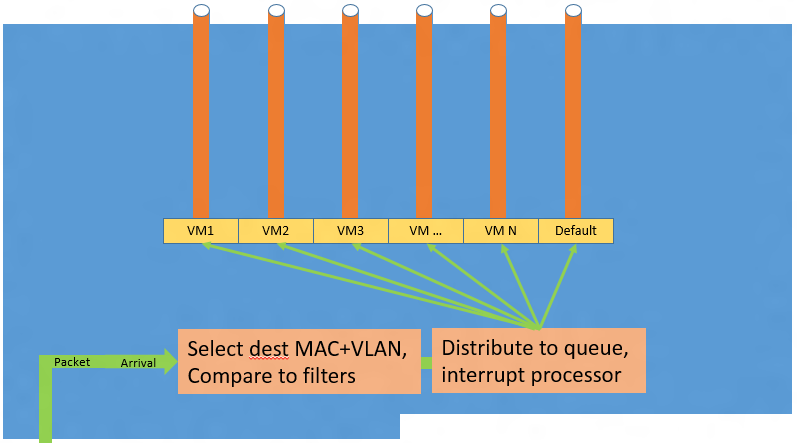 VM1 VM2 VM3 VM ... VM N Default
Select dest MAC+VLAN,
Compare to filters
Distribute to queue,
interrupt processor
Packet Arrival